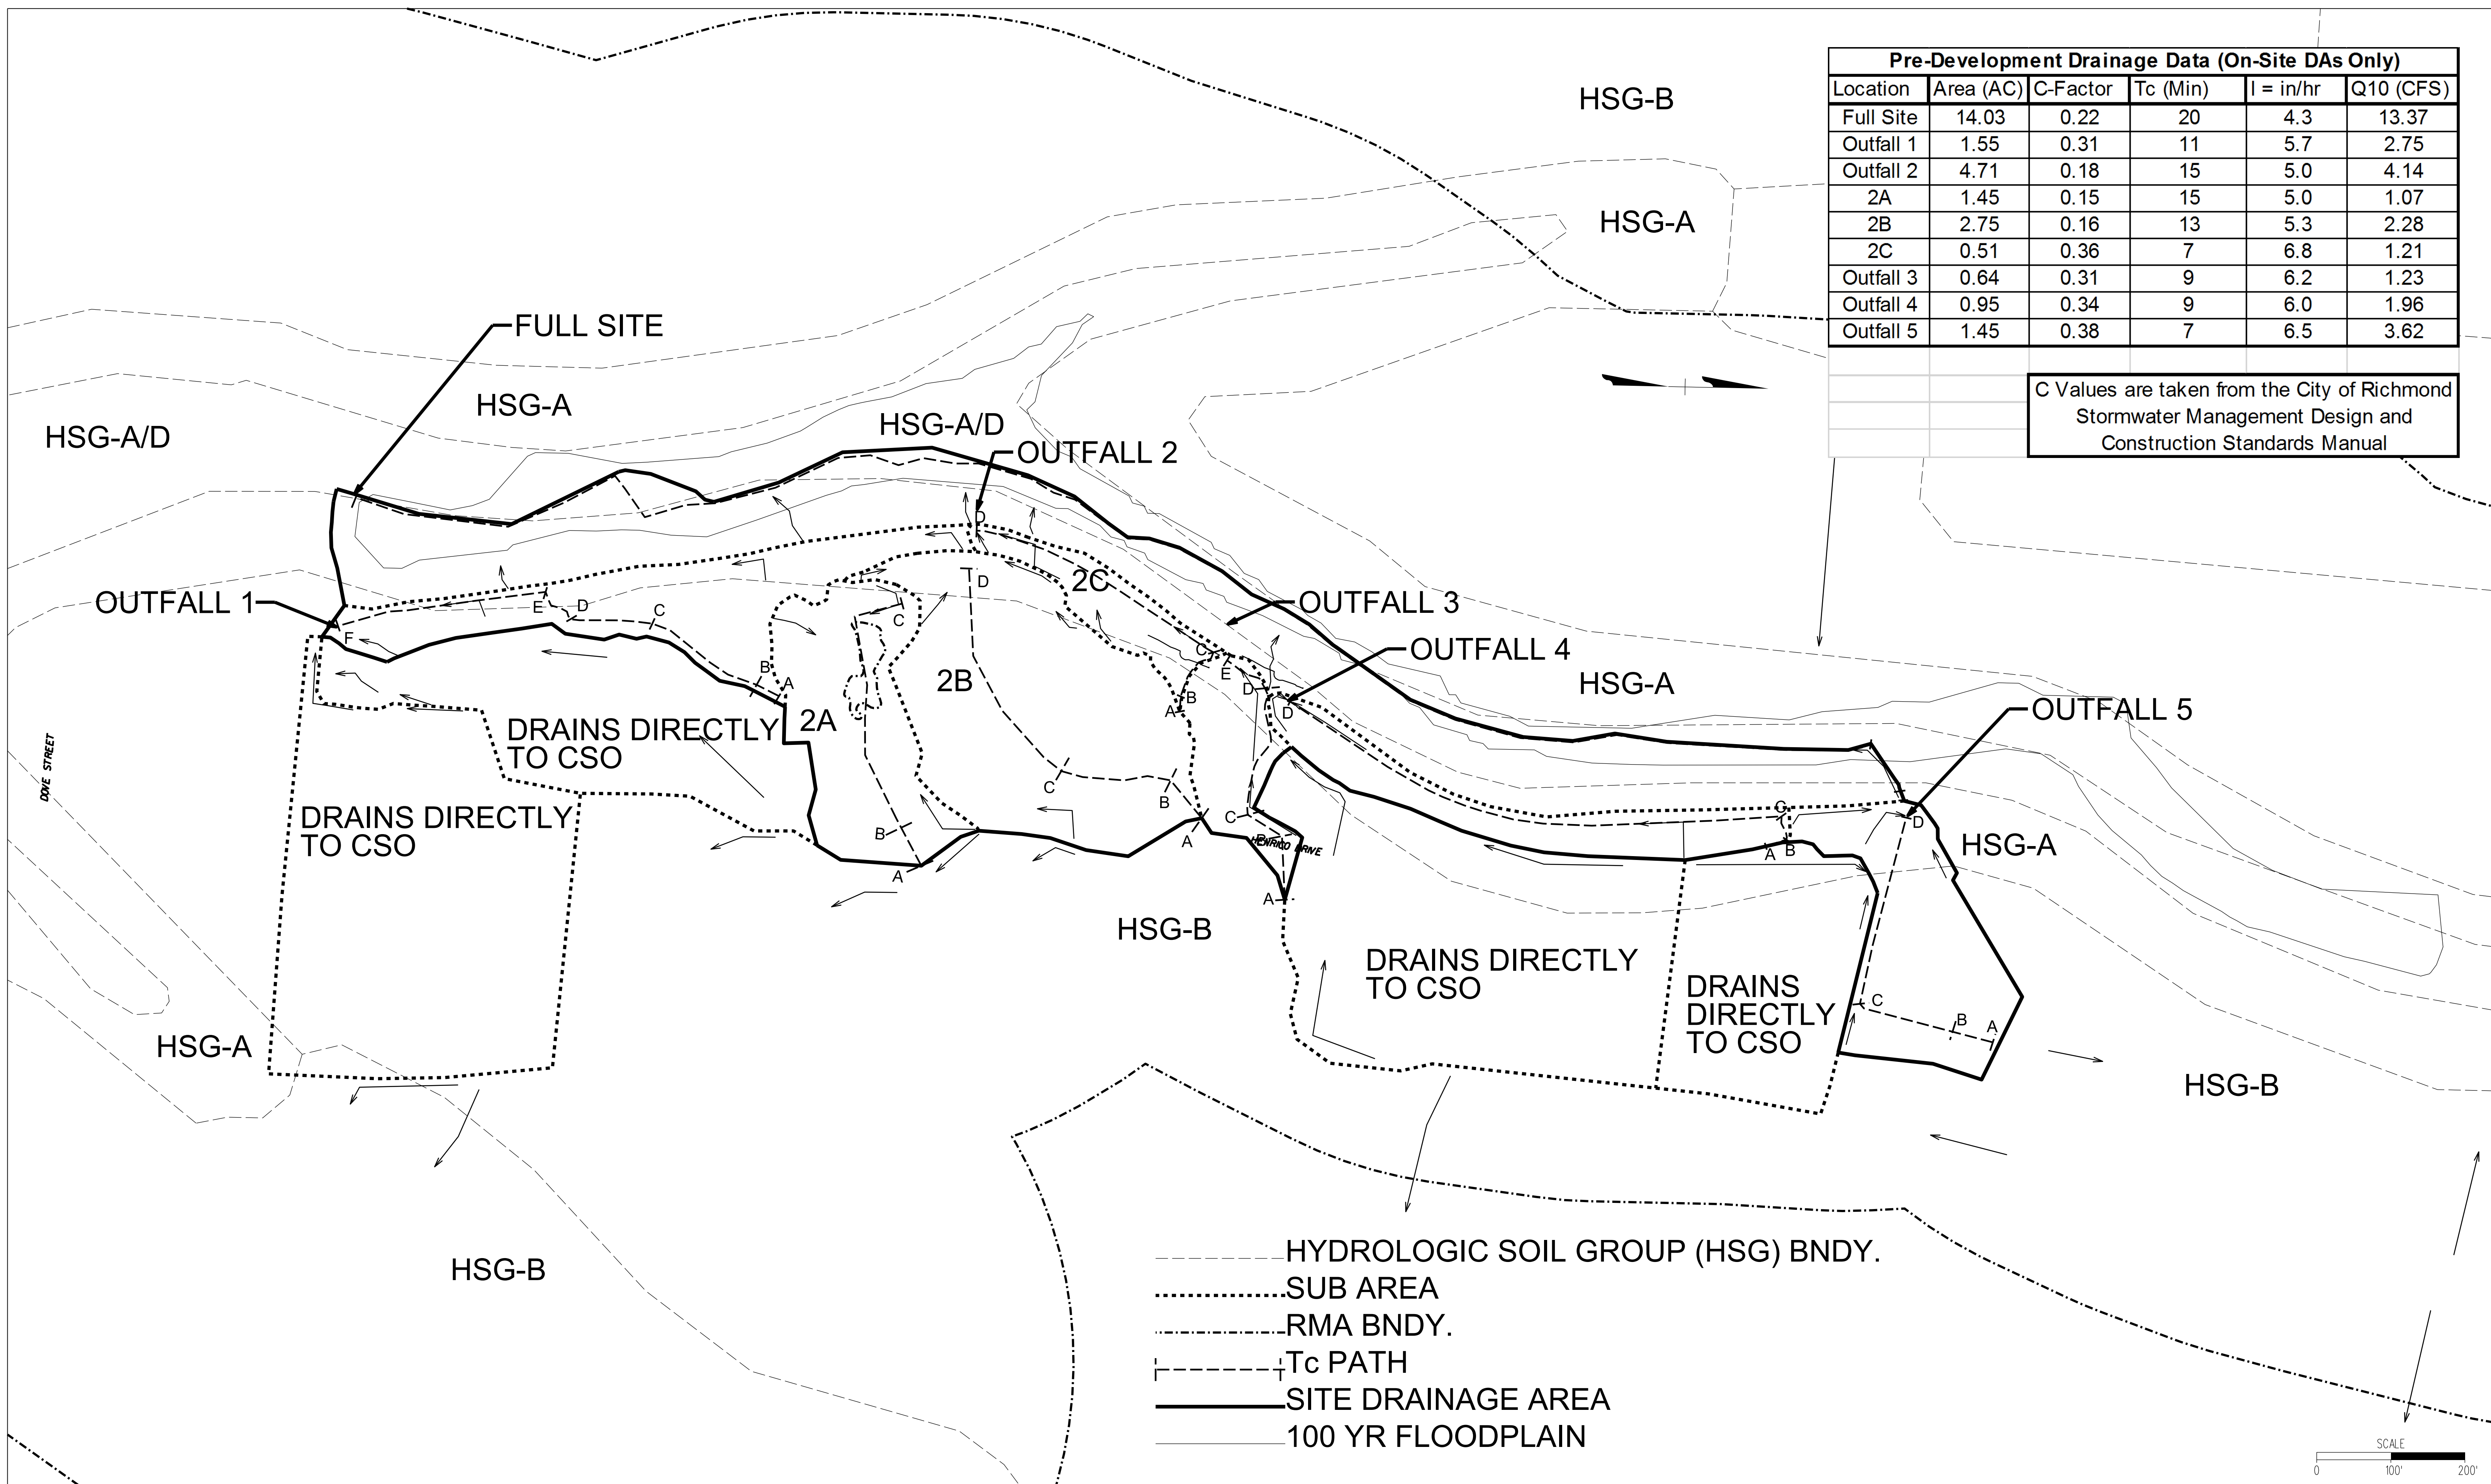 Pre-Development Drainage Data (On-Site DAs Only)
Location Area (AC) C-Factor Tc (Min) I = in/hr Q10 (CFS)
Full Site 14.03 0.22 20 4.3 13.37
Outfall 1 1.55 0.31 11 5.7 2.75
Outfall 2 4.71 0.18 15 5.0 4.14
2A 1.45 0.15 15 5.0 1.07
2B 2.75 0.16 13 5.3 2.28
2C 0.51 0.36 7 6.8 1.21
Outfall 3 0.64 0.31 9 6.2 1.23
Outfall 4 0.95 0.34 9 6.0 1.96
Outfall 5 1.45 0.38 7 6.5 3.62
C Values are taken from the City of Richmond
Stormwater Management Design and
Construction Standards Manual
HSG-B
HSG-A
FULL SITE
HSG-A
HSG-A/D
HSG-A/D
OUTFALL 2
D
D
2C
OUTFALL 1
E
D
C
F
C
OUTFALL 3
OUTFALL 4
HSG-A
OUTFALL 5
B
A
2A
2B
C
E
D
B
A
D
DRAINS DIRECTLY
TO CSO
DOVE STREET
DRAINS DIRECTLY
TO CSO
C
B
B
A
A
C
B
HENRICO DRIVE
A
C
A
B
D
HSG-A
HSG-B
DRAINS DIRECTLY
TO CSO
DRAINS
DIRECTLY
TO CSO
C
B
A
HSG-A
HSG-B
HSG-B
HYDROLOGIC SOIL GROUP (HSG) BNDY.
SUB AREA
RMA BNDY.
Tc PATH
SITE DRAINAGE AREA
100 YR FLOODPLAIN
SCALE
0 100' 200'